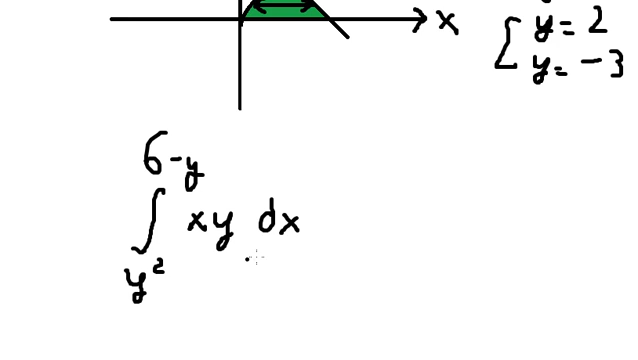 x
y = 2
y = -3
6 - y
∫ xy dx
y²